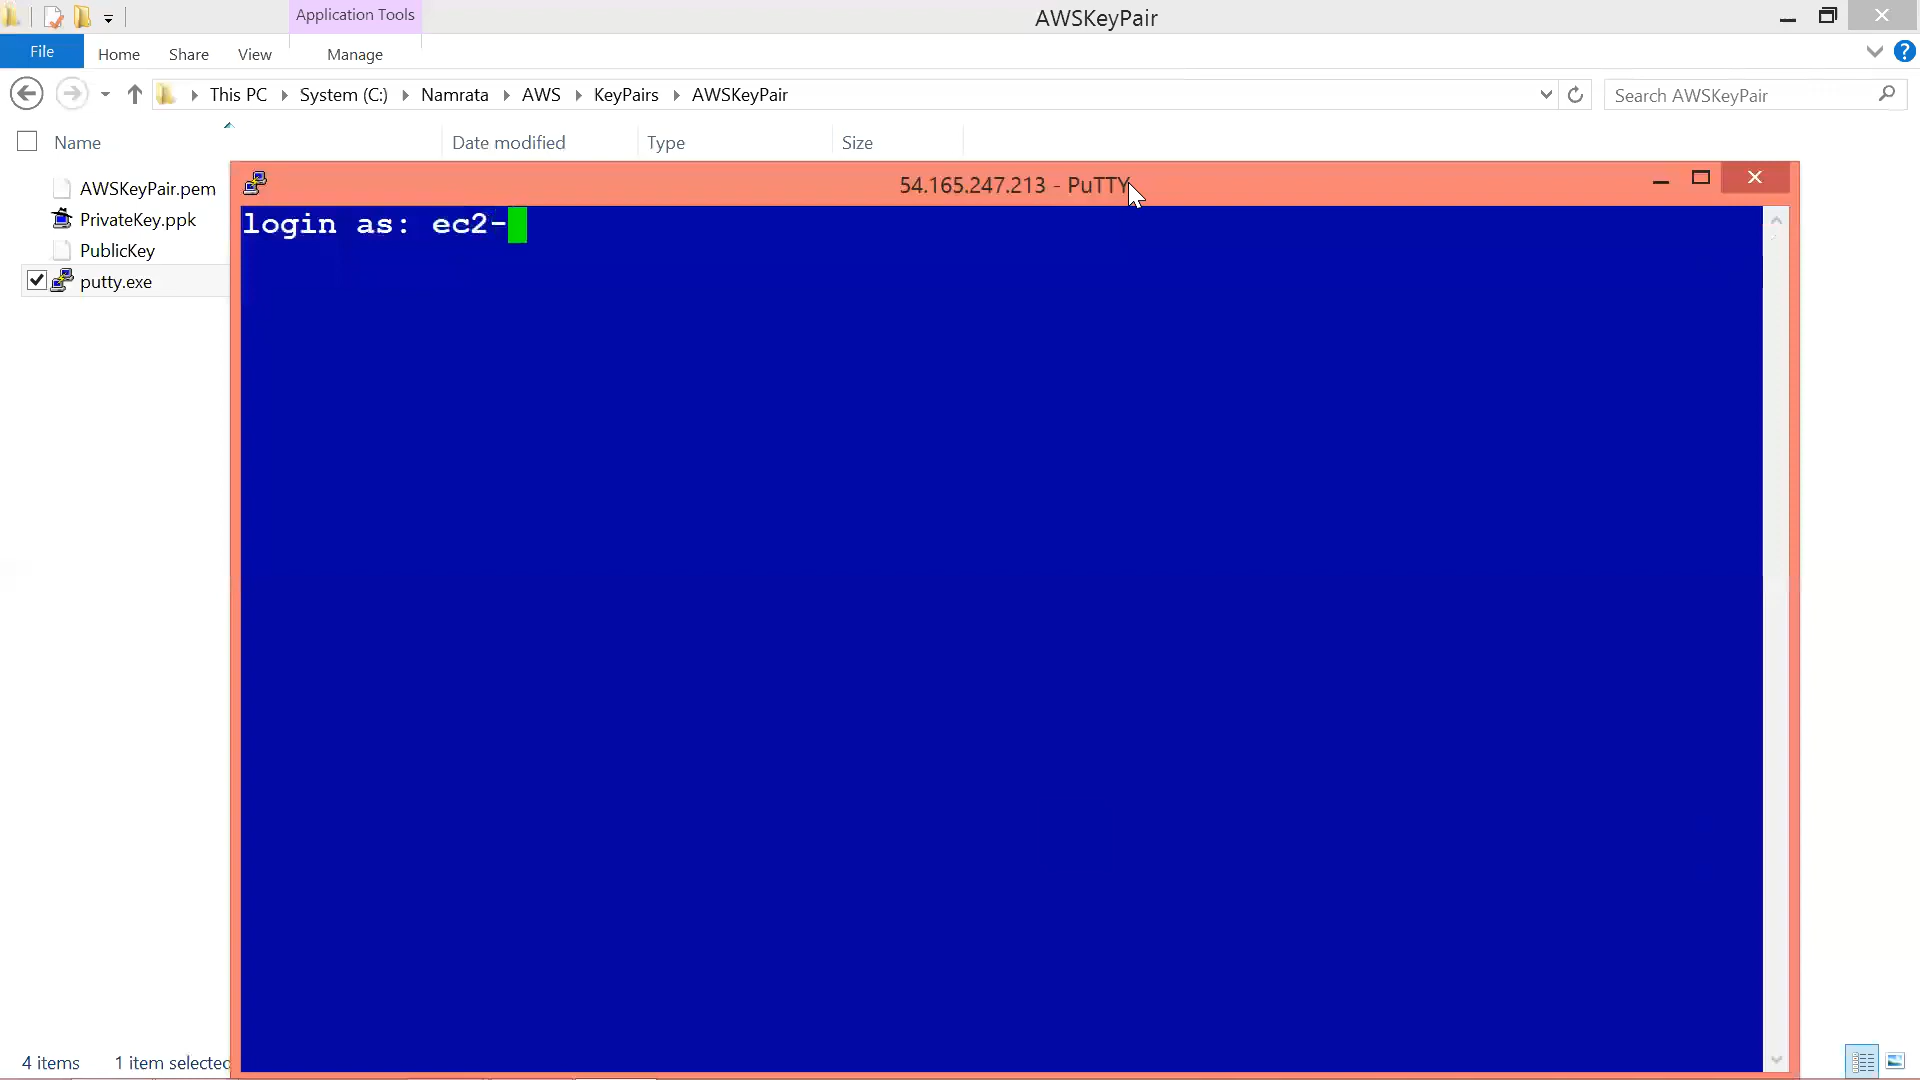 Application Tools
AWSKeyPair
File
Home
Share
View
Manage
This PC
System (C:)
Namrata
AWS
KeyPairs
AWSKeyPair
Search AWSKeyPair
Name
Date modified
Type
Size
AWSKeyPair.pem
PrivateKey.ppk
PublicKey
putty.exe
54.165.247.213 - PuTTY
login as: ec2-
4 items
1 item selected